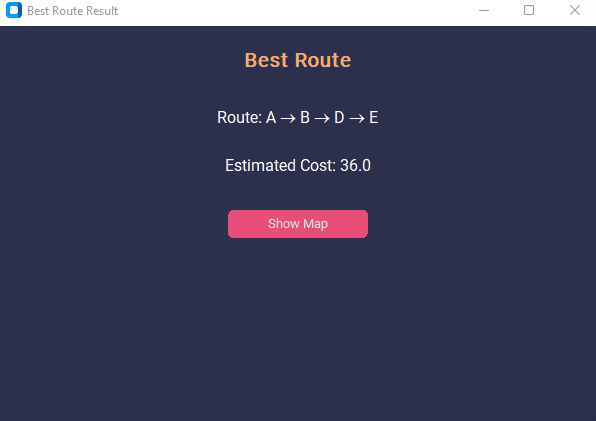 Best Route Result
Best Route
Route: A → B → D → E
Estimated Cost: 36.0
Show Map